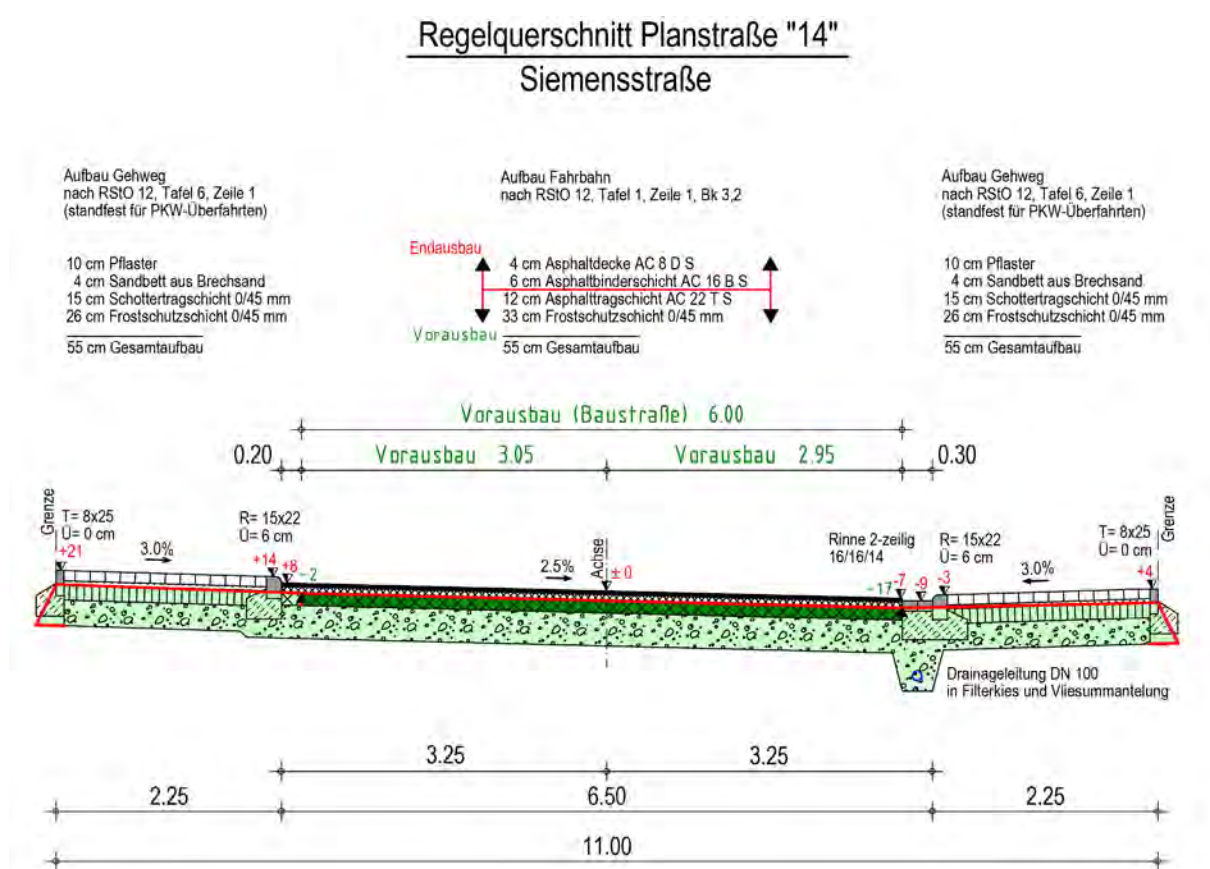 Regelquerschnitt Planstraße "14"
Siemensstraße
Aufbau Gehweg
nach RStO 12, Tafel 6, Zeile 1
(standfest für PKW-Überfahrten)
10 cm Pflaster
4 cm Sandbett aus Brechsand
15 cm Schottertragschicht 0/45 mm
26 cm Frostschutzschicht 0/45 mm
55 cm Gesamtaufbau
Aufbau Fahrbahn
nach RStO 12, Tafel 1, Zeile 1, Bk 3,2
Endausbau
4 cm Asphaltdecke AC 8 D S
6 cm Asphaltbinderschicht AC 16 B S
12 cm Asphalttragschicht AC 22 T S
33 cm Frostschutzschicht 0/45 mm
Vorausbau
55 cm Gesamtaufbau
Aufbau Gehweg
nach RStO 12, Tafel 6, Zeile 1
(standfest für PKW-Überfahrten)
10 cm Pflaster
4 cm Sandbett aus Brechsand
15 cm Schottertragschicht 0/45 mm
26 cm Frostschutzschicht 0/45 mm
55 cm Gesamtaufbau
Vorausbau (Baustraße) 6.00
0.20 Vorausbau 3.05 Vorausbau 2.95 0.30
Grenze
T= 8x25
Ü= 0 cm
+21
3.0%
R= 15x22
Ü= 6 cm
+14 +8 -2
2.5%
Achse
±0
Rinne 2-zeilig
16/16/14
-17 -7 -9 -3
R= 15x22
Ü= 6 cm
3.0%
T= 8x25
Ü= 0 cm
+4
Grenze
Drainageleitung DN 100
in Filterkies und Vliesummantelung
3.25 3.25
2.25 6.50 2.25
11.00